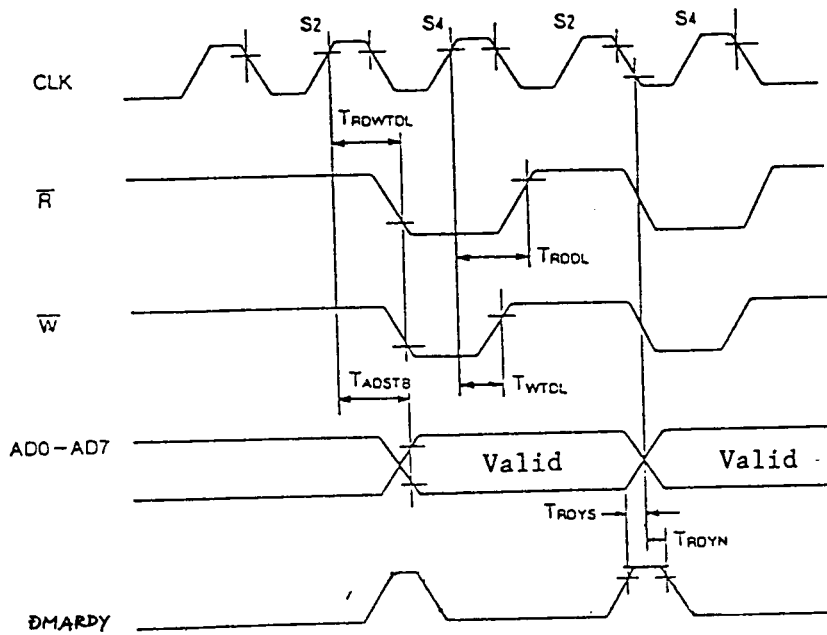 S2 S4 S2 S4
CLK
TRDWTDL
R
TRDDL
W
TADSTB TWTDL
AD0-AD7 Valid Valid
TRDYS
TRDYN
DMARDY